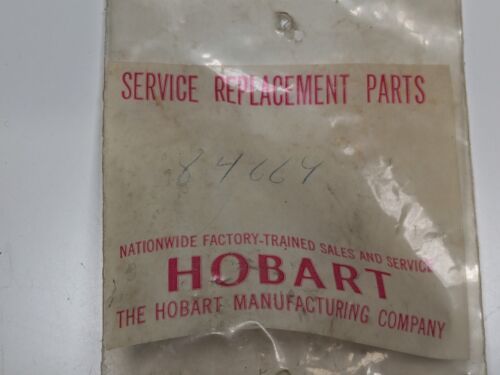 SERVICE REPLACEMENT PARTS
84664
NATIONWIDE FACTORY-TRAINED SALES AND SERVICE
HOBART
THE HOBART MANUFACTURING COMPANY